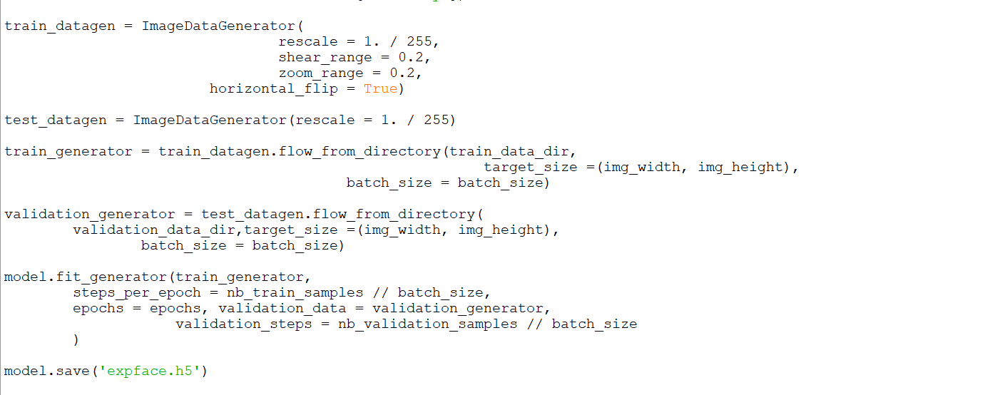 train_datagen = ImageDataGenerator(
rescale = 1. / 255,
shear_range = 0.2,
zoom_range = 0.2,
horizontal_flip = True)
test_datagen = ImageDataGenerator(rescale = 1. / 255)
train_generator = train_datagen.flow_from_directory(train_data_dir,
target_size =(img_width, img_height),
batch_size = batch_size)
validation_generator = test_datagen.flow_from_directory(
validation_data_dir,target_size =(img_width, img_height),
batch_size = batch_size)
model.fit_generator(train_generator,
steps_per_epoch = nb_train_samples // batch_size,
epochs = epochs, validation_data = validation_generator,
validation_steps = nb_validation_samples // batch_size
)
model.save('expface.h5')